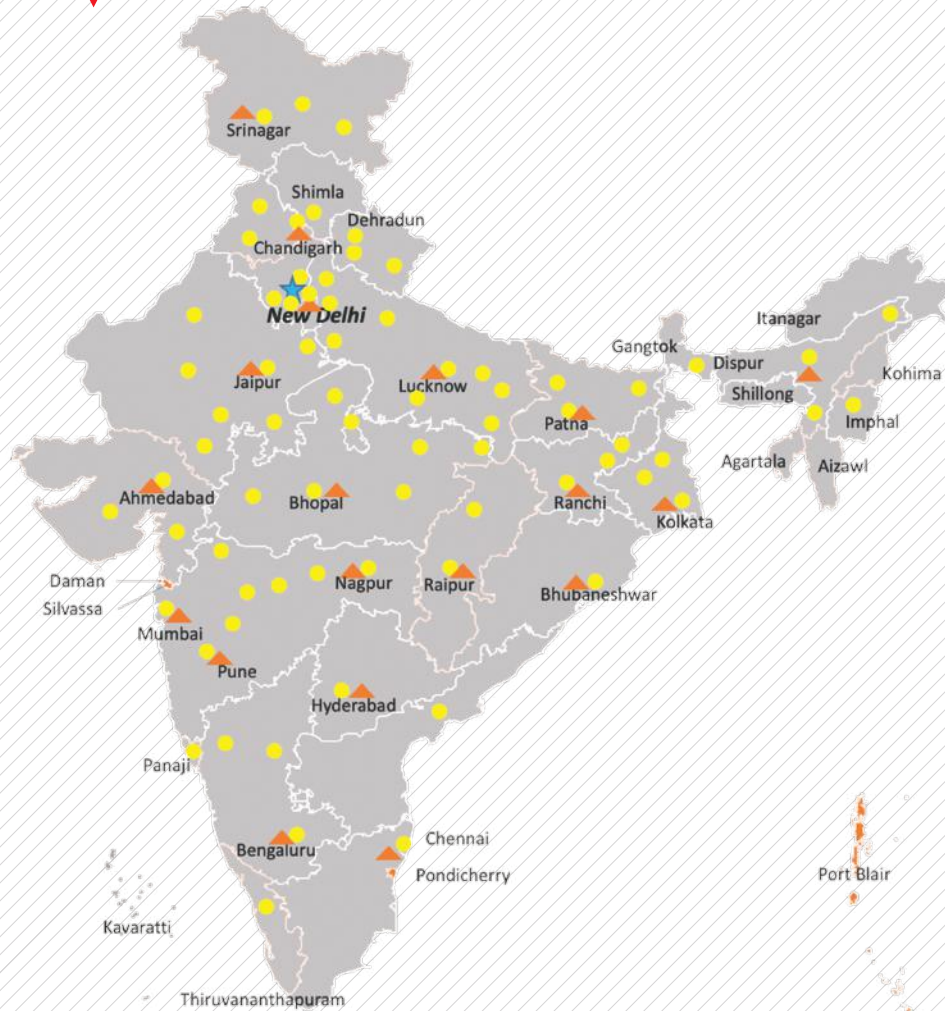 Srinagar
Shimla
Dehradun
Chandigarh
New Delhi
Itanagar
Gangtok
Dispur
Kohima
Jaipur
Lucknow
Shillong
Patna
Imphal
Agartala
Aizawl
Ahmedabad
Bhopal
Ranchi
Kolkata
Daman
Nagpur
Raipur
Bhubaneshwar
Silvassa
Mumbai
Pune
Hyderabad
Panaji
Chennai
Bengaluru
Pondicherry
Port Blair
Kavaratti
Thiruvananthapuram